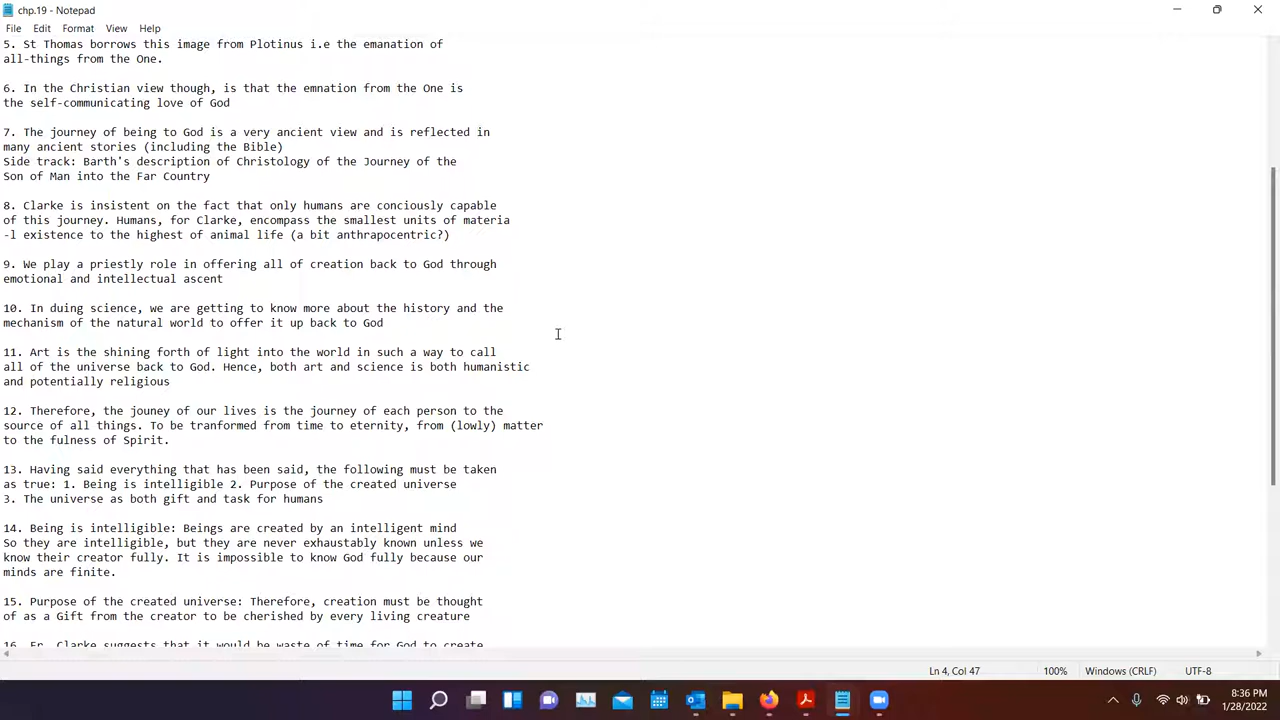 chp.19 - Notepad
File Edit Format View Help
5. St Thomas borrows this image from Plotinus i.e the emanation of
all-things from the One.
6. In the Christian view though, is that the emnation from the One is
the self-communicating love of God
7. The journey of being to God is a very ancient view and is reflected in
many ancient stories (including the Bible)
Side track: Barth's description of Christology of the Journey of the
Son of Man into the Far Country
8. Clarke is insistent on the fact that only humans are conciously capable
of this journey. Humans, for Clarke, encompass the smallest units of materia
-l existence to the highest of animal life (a bit anthrapocentric?)
9. We play a priestly role in offering all of creation back to God through
emotional and intellectual ascent
10. In duing science, we are getting to know more about the history and the
mechanism of the natural world to offer it up back to God
11. Art is the shining forth of light into the world in such a way to call
all of the universe back to God. Hence, both art and science is both humanistic
and potentially religious
12. Therefore, the jouney of our lives is the journey of each person to the
source of all things. To be tranformed from time to eternity, from (lowly) matter
to the fulness of Spirit.
13. Having said everything that has been said, the following must be taken
as true: 1. Being is intelligible 2. Purpose of the created universe
3. The universe as both gift and task for humans
14. Being is intelligible: Beings are created by an intelligent mind
So they are intelligible, but they are never exhaustably known unless we
know their creator fully. It is impossible to know God fully because our
minds are finite.
15. Purpose of the created universe: Therefore, creation must be thought
of as a Gift from the creator to be cherished by every living creature
16. Fr. Clarke suggests that it would be waste of time for God to create
Ln 4, Col 47 100% Windows (CRLF) UTF-8
8:36 PM
1/28/2022